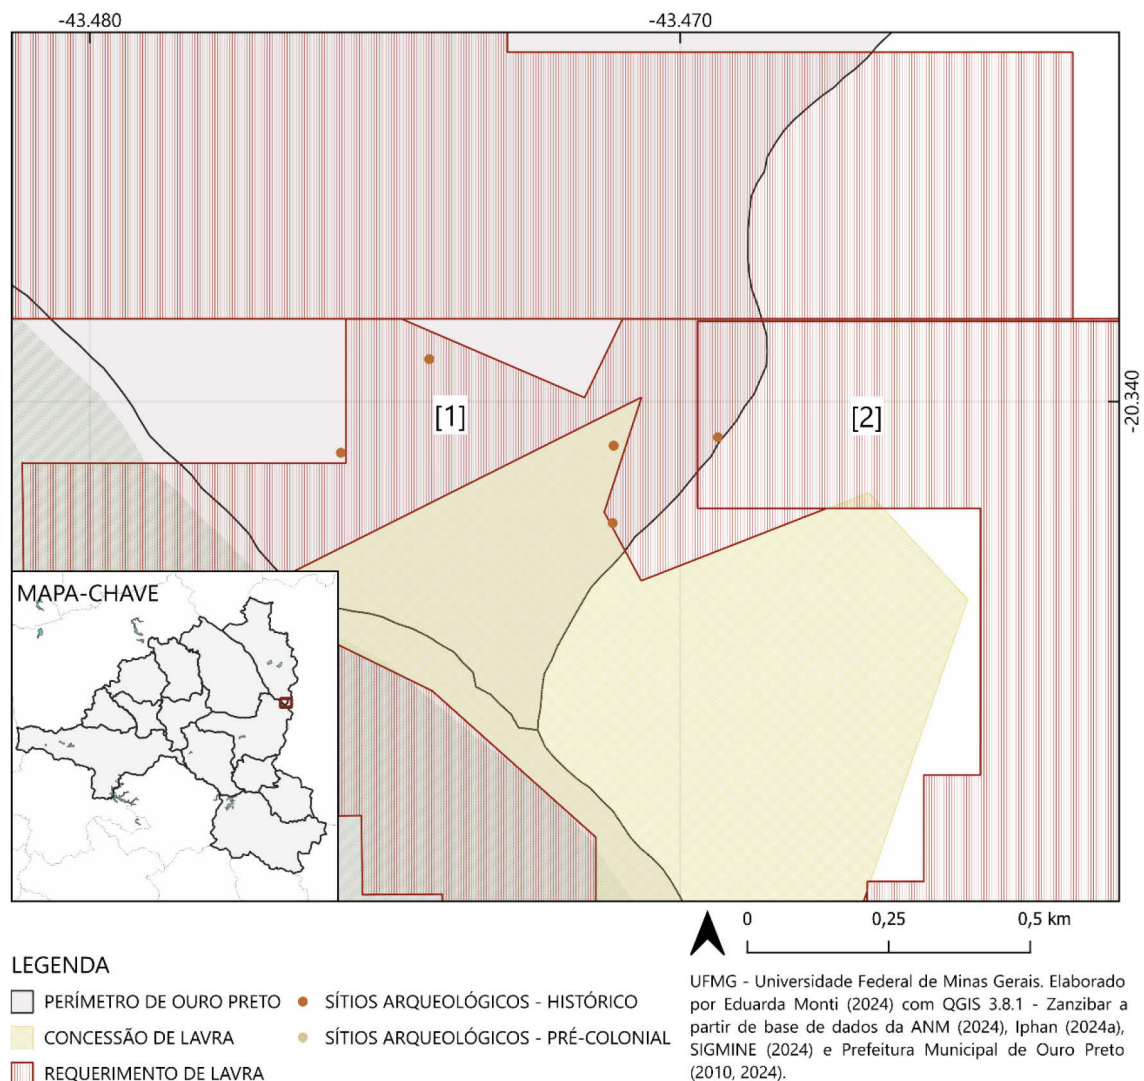 -43.480
-43.470
-20.340
[1]
[2]
MAPA-CHAVE
0
0,25
0,5 km
LEGENDA
PERÍMETRO DE OURO PRETO
SÍTIOS ARQUEOLÓGICOS - HISTÓRICO
CONCESSÃO DE LAVRA
SÍTIOS ARQUEOLÓGICOS - PRÉ-COLONIAL
REQUERIMENTO DE LAVRA
UFMG - Universidade Federal de Minas Gerais. Elaborado
por Eduarda Monti (2024) com QGIS 3.8.1 - Zanzibar a
partir de base de dados da ANM (2024), Iphan (2024a),
SIGMINE (2024) e Prefeitura Municipal de Ouro Preto
(2010, 2024).